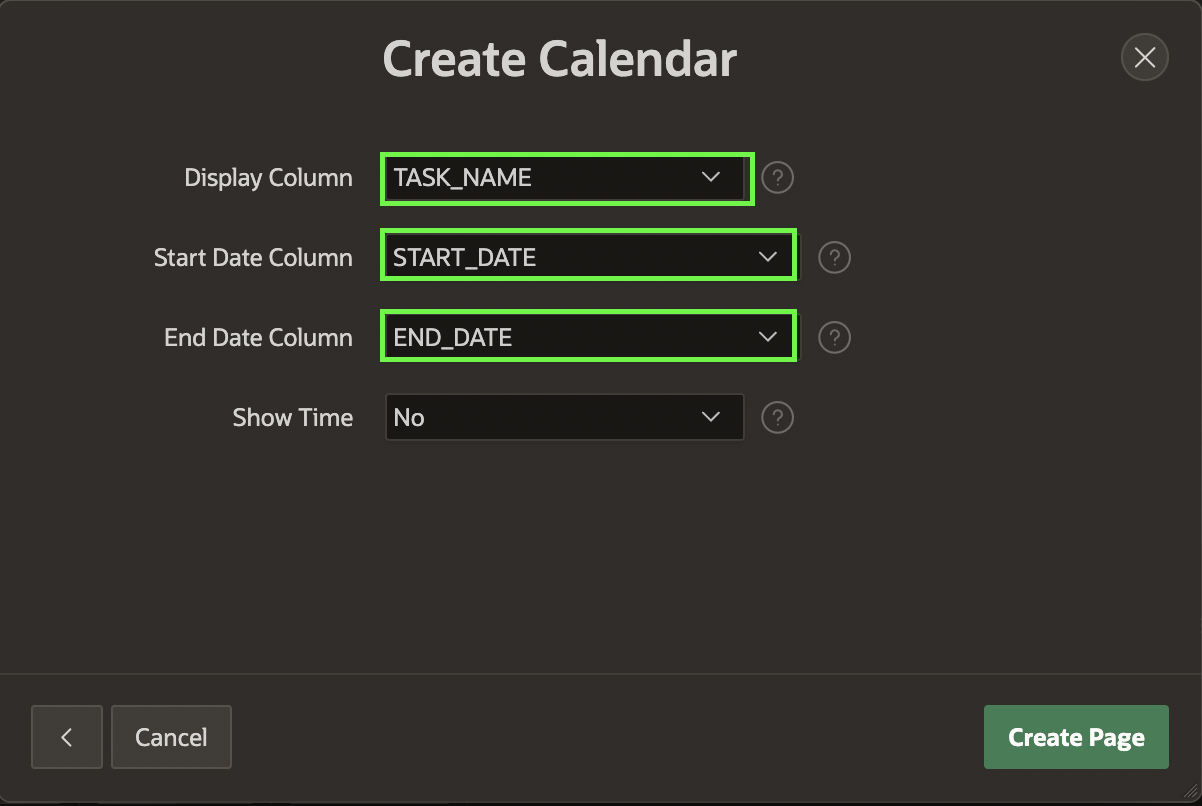 Create Calendar
Display Column TASK_NAME ?
Start Date Column START_DATE ?
End Date Column END_DATE ?
Show Time No ?
Cancel Create Page